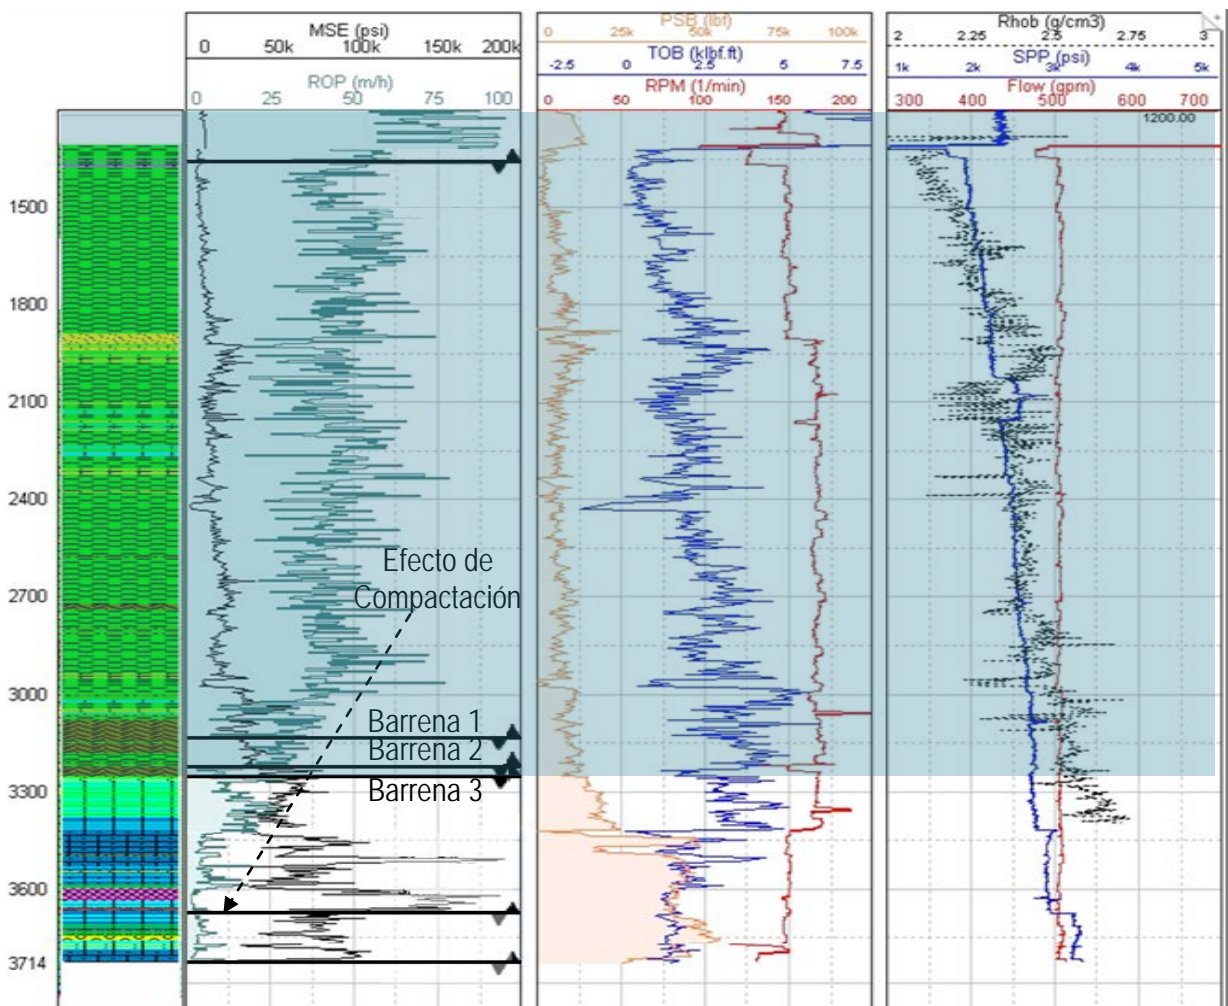 MSE (psi)
0 50k 100k 150k 200k
ROP (m/h)
0 25 50 75 100
PSB (lbf)
0 25k 50k 75k 100k
TOB (klbf.ft)
-2.5 0 2.5 5 7.5
RPM (1/min)
0 50 100 150 200
Rhob (g/cm3)
2 2.25 2.5 2.75 3
SPP (psi)
1k 2k 3k 4k 5k
Flow (gpm)
300 400 500 600 700
1200.00
1500
1800
2100
2400
2700
3000
3300
3600
3714
Efecto de
Compactación
Barrena 1
Barrena 2
Barrena 3